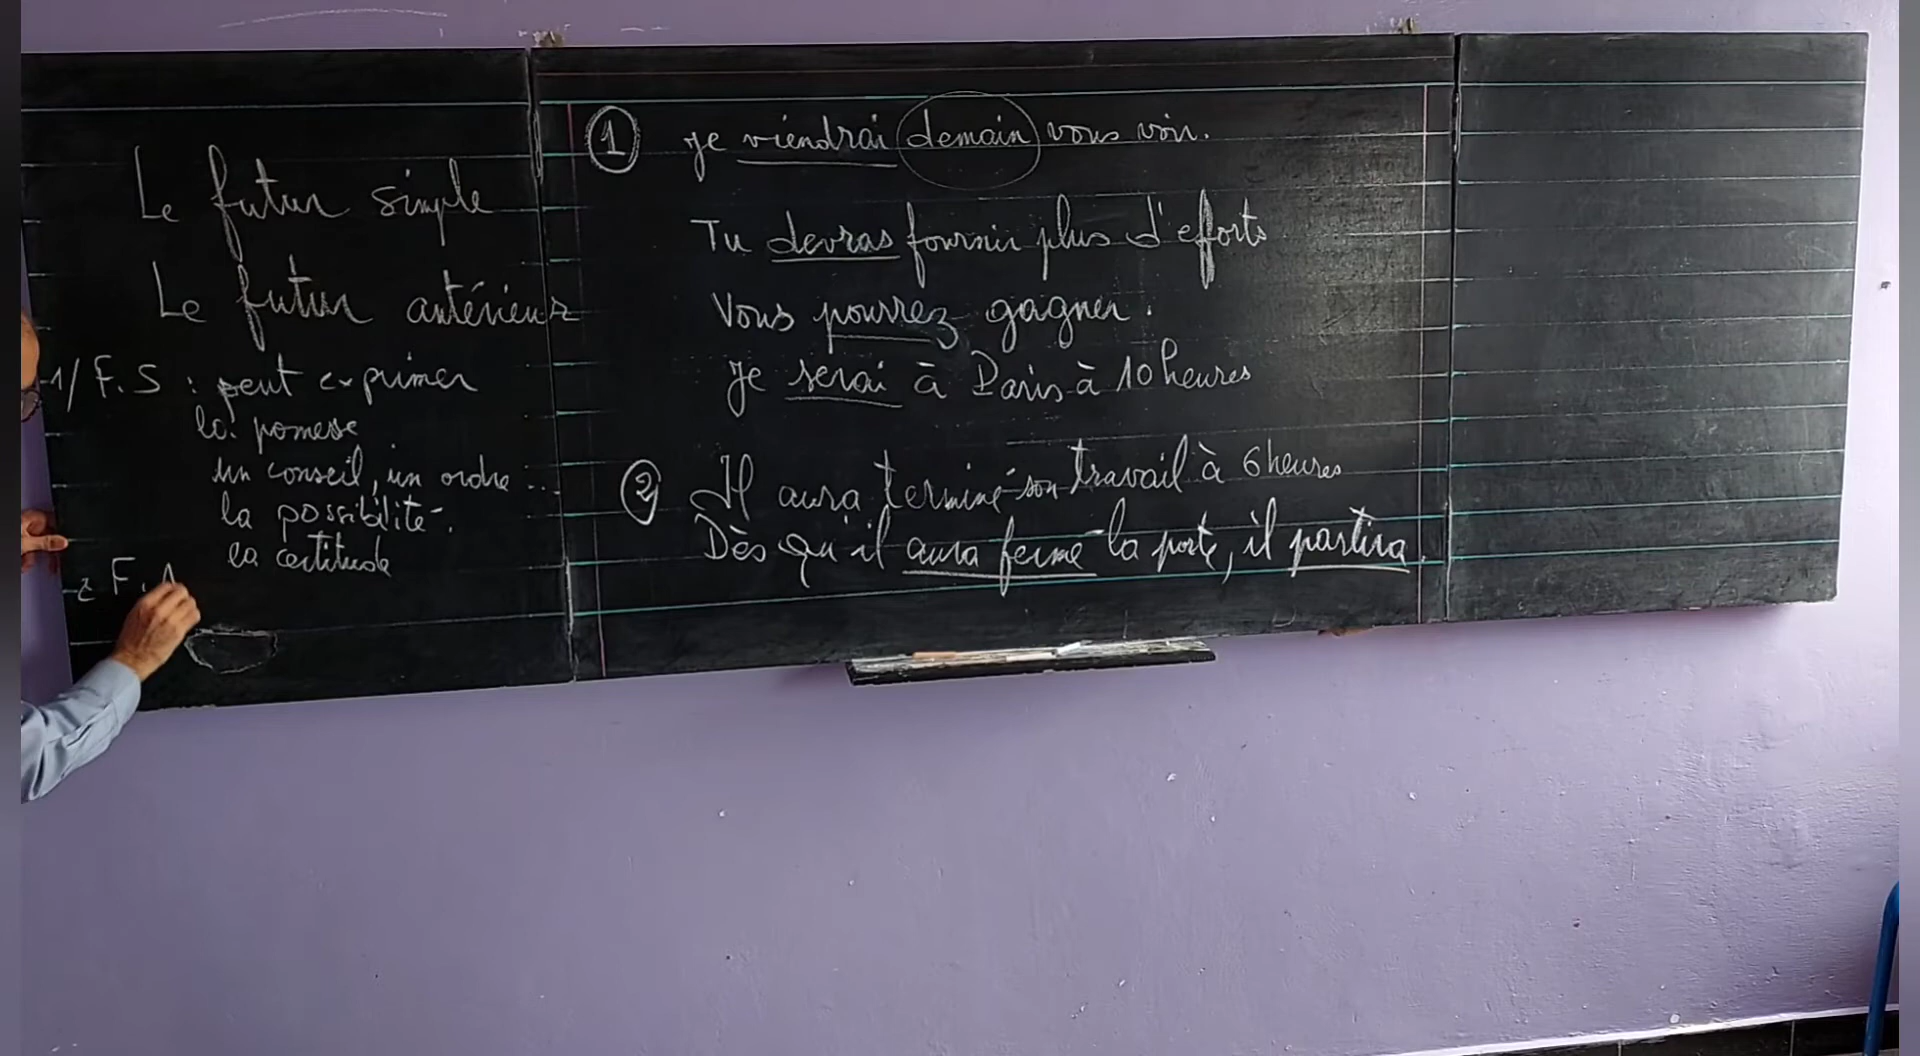 Le futur simple
Le futur antérieur
1/ F.S : peut exprimer
la pomesse
un conseil, un ordre ...
la possibilité.
la certitude
2 F.A
1 Je viendrai demain vous voir.
Tu devras fournir plus d'efforts
Vous pourrez gagner.
Je serai à Paris à 10 heures
2 Il aura terminé son travail à 6 heures
Dès qu'il aura fermé la porte, il partira.